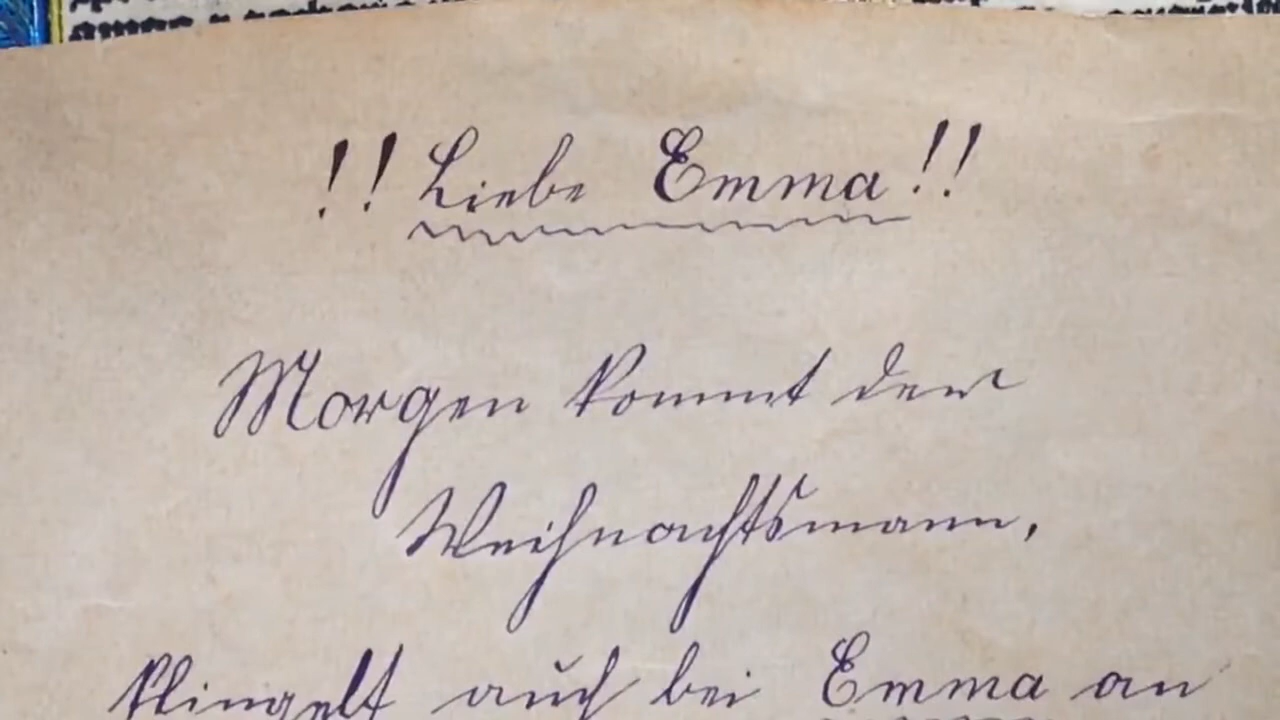 !! Liebe Emma !!
Morgen kommt der
Weihnachtsmann,
klingelt auch bei Emma an